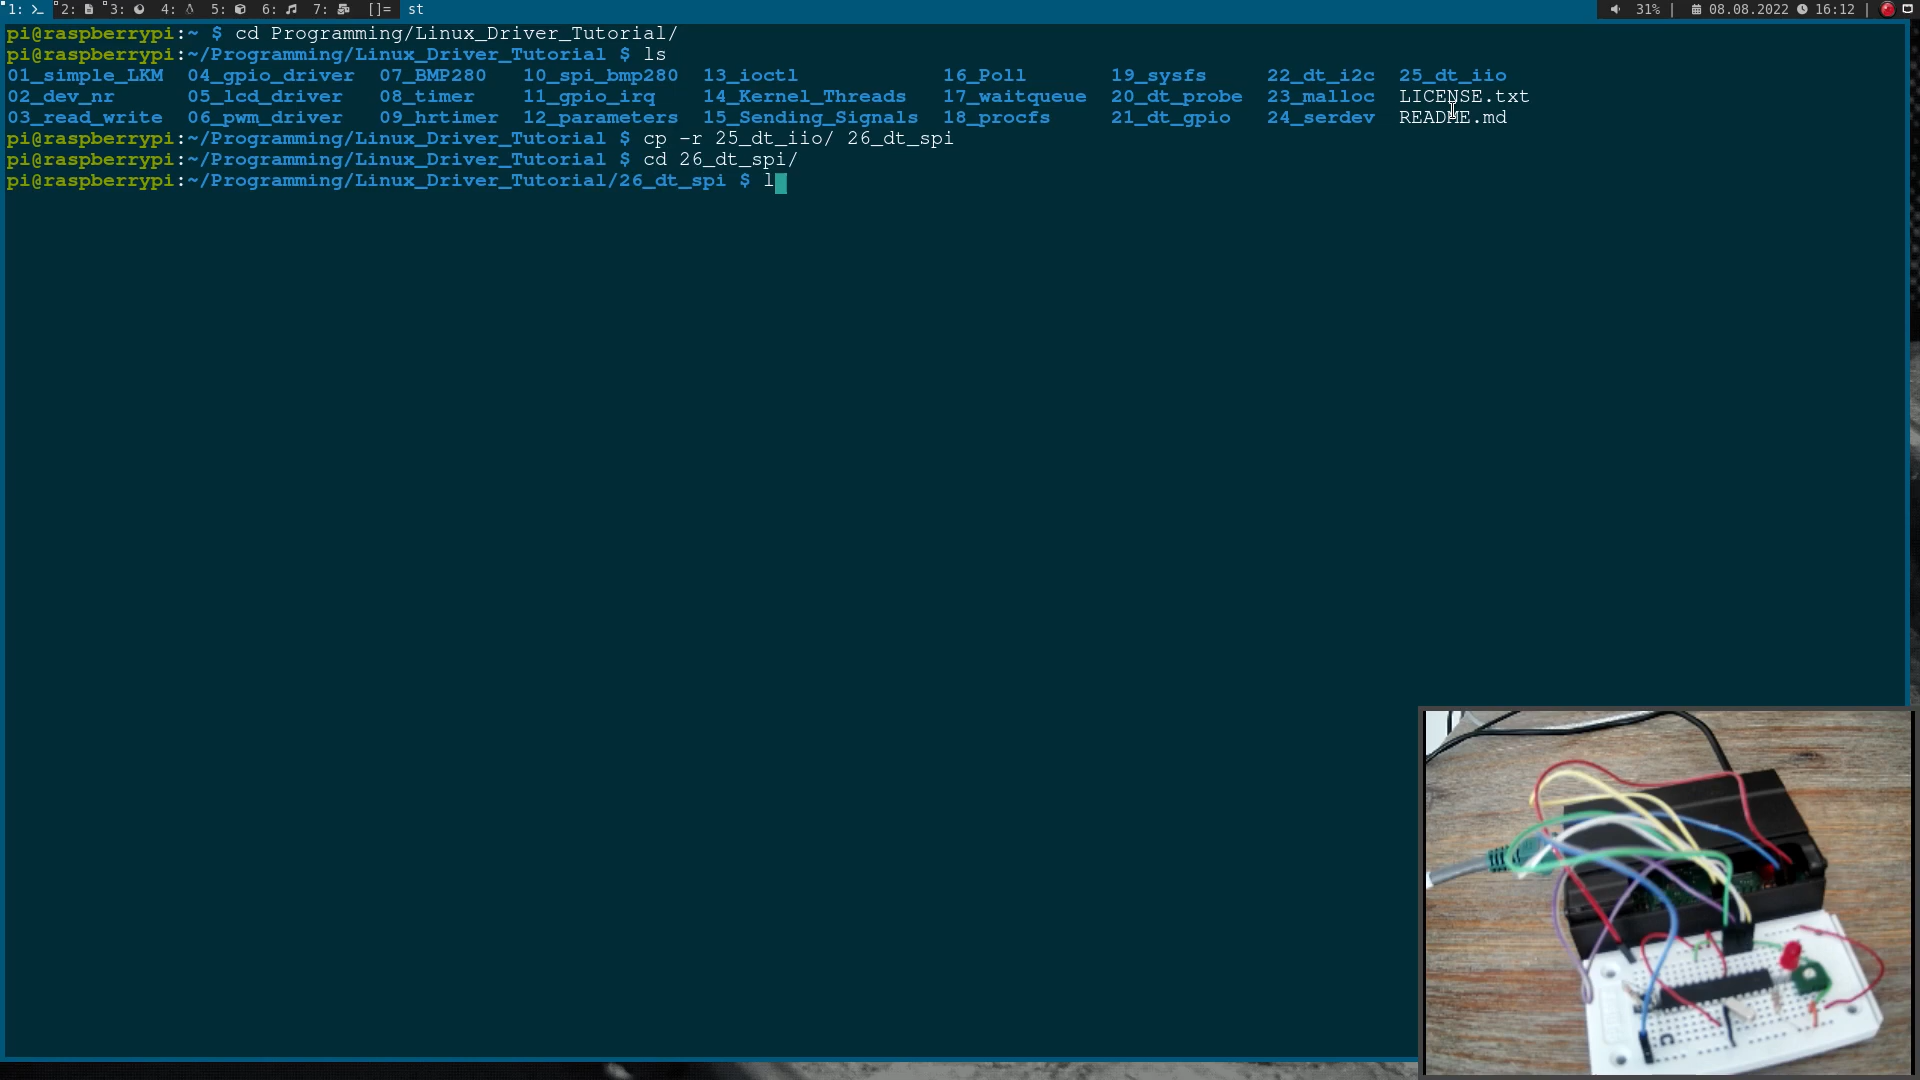 1: 2: 3: 4: 5: 6: 7: []= st 31% | 08.08.2022 16:12 |
pi@raspberrypi:~ $ cd Programming/Linux_Driver_Tutorial/
pi@raspberrypi:~/Programming/Linux_Driver_Tutorial $ ls
01_simple_LKM 04_gpio_driver 07_BMP280 10_spi_bmp280 13_ioctl 16_Poll 19_sysfs 22_dt_i2c 25_dt_iio
02_dev_nr 05_lcd_driver 08_timer 11_gpio_irq 14_Kernel_Threads 17_waitqueue 20_dt_probe 23_malloc LICENSE.txt
03_read_write 06_pwm_driver 09_hrtimer 12_parameters 15_Sending_Signals 18_procfs 21_dt_gpio 24_serdev README.md
pi@raspberrypi:~/Programming/Linux_Driver_Tutorial $ cp -r 25_dt_iio/ 26_dt_spi
pi@raspberrypi:~/Programming/Linux_Driver_Tutorial $ cd 26_dt_spi/
pi@raspberrypi:~/Programming/Linux_Driver_Tutorial/26_dt_spi $ l